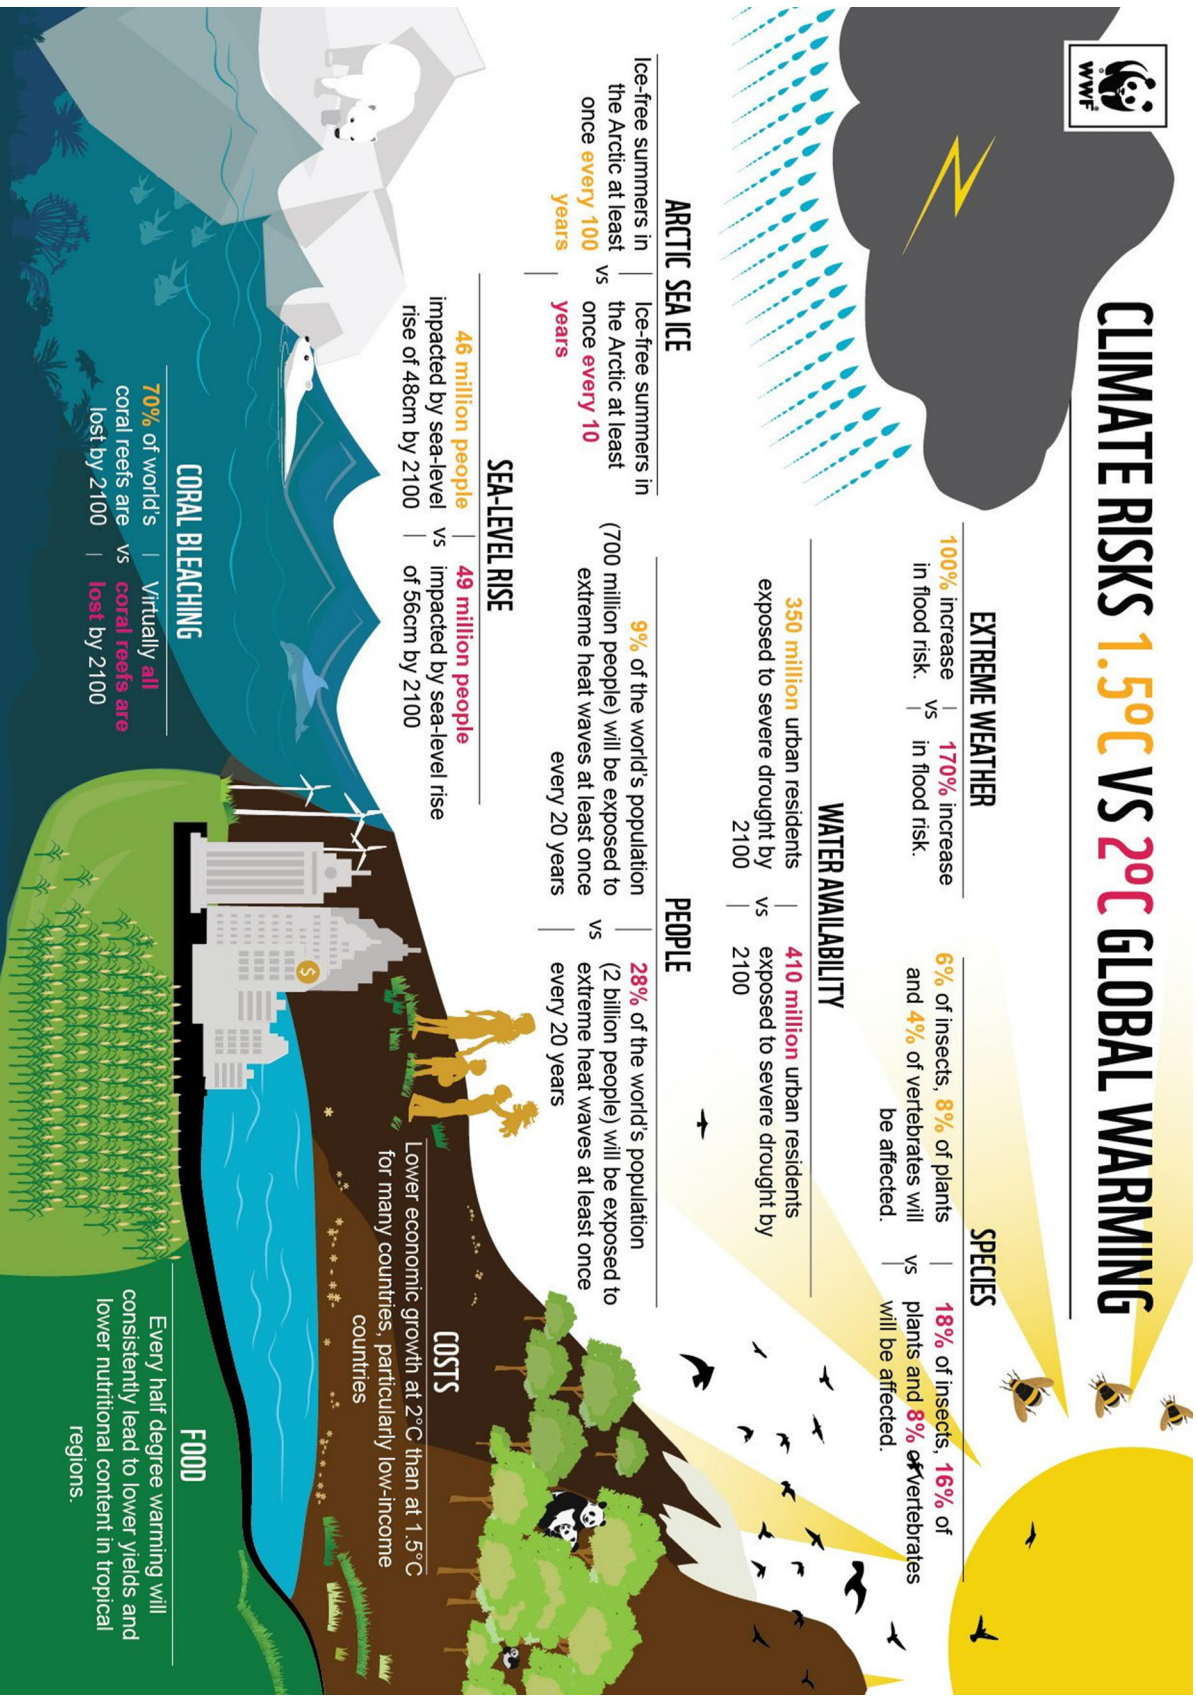 WWF
CLIMATE RISKS 1.5°C VS 2°C GLOBAL WARMING
EXTREME WEATHER
100% increase
in flood risk.
vs
170% increase
in flood risk.
SPECIES
6% of insects, 8% of plants
and 4% of vertebrates will
be affected.
vs
18% of insects, 16% of
plants and 8% of vertebrates
will be affected.
WATER AVAILABILITY
350 million urban residents
exposed to severe drought by
2100
vs
410 million urban residents
exposed to severe drought by
2100
ARCTIC SEA ICE
Ice-free summers in
the Arctic at least
once every 100
years
vs
Ice-free summers in
the Arctic at least
once every 10
years
PEOPLE
9% of the world's population
(700 million people) will be exposed to
extreme heat waves at least once
every 20 years
vs
28% of the world's population
(2 billion people) will be exposed to
extreme heat waves at least once
every 20 years
SEA-LEVEL RISE
46 million people
impacted by sea-level
rise of 48cm by 2100
vs
49 million people
impacted by sea-level rise
of 56cm by 2100
COSTS
Lower economic growth at 2°C than at 1.5°C
for many countries, particularly low-income
countries
CORAL BLEACHING
70% of world's
coral reefs are
lost by 2100
vs
Virtually all
coral reefs are
lost by 2100
FOOD
Every half degree warming will
consistently lead to lower yields and
lower nutritional content in tropical
regions.
$